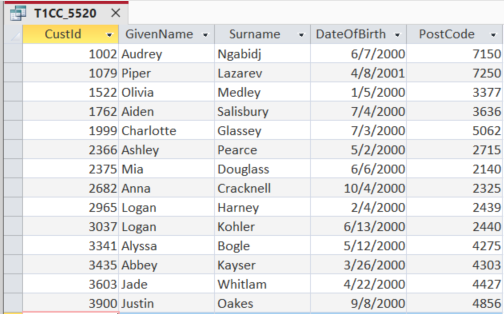 T1CC_5520
CustId GivenName Surname DateOfBirth PostCode
1002 Audrey Ngabidj 6/7/2000 7150
1079 Piper Lazarev 4/8/2001 7250
1522 Olivia Medley 1/5/2000 3377
1762 Aiden Salisbury 7/4/2000 3636
1999 Charlotte Glassey 7/3/2000 5062
2366 Ashley Pearce 5/2/2000 2715
2375 Mia Douglass 6/6/2000 2140
2682 Anna Cracknell 10/4/2000 2325
2965 Logan Harney 2/4/2000 2439
3037 Logan Kohler 6/13/2000 2440
3341 Alyssa Bogle 5/12/2000 4275
3435 Abbey Kayser 3/26/2000 4303
3603 Jade Whitlam 4/22/2000 4427
3900 Justin Oakes 9/8/2000 4856